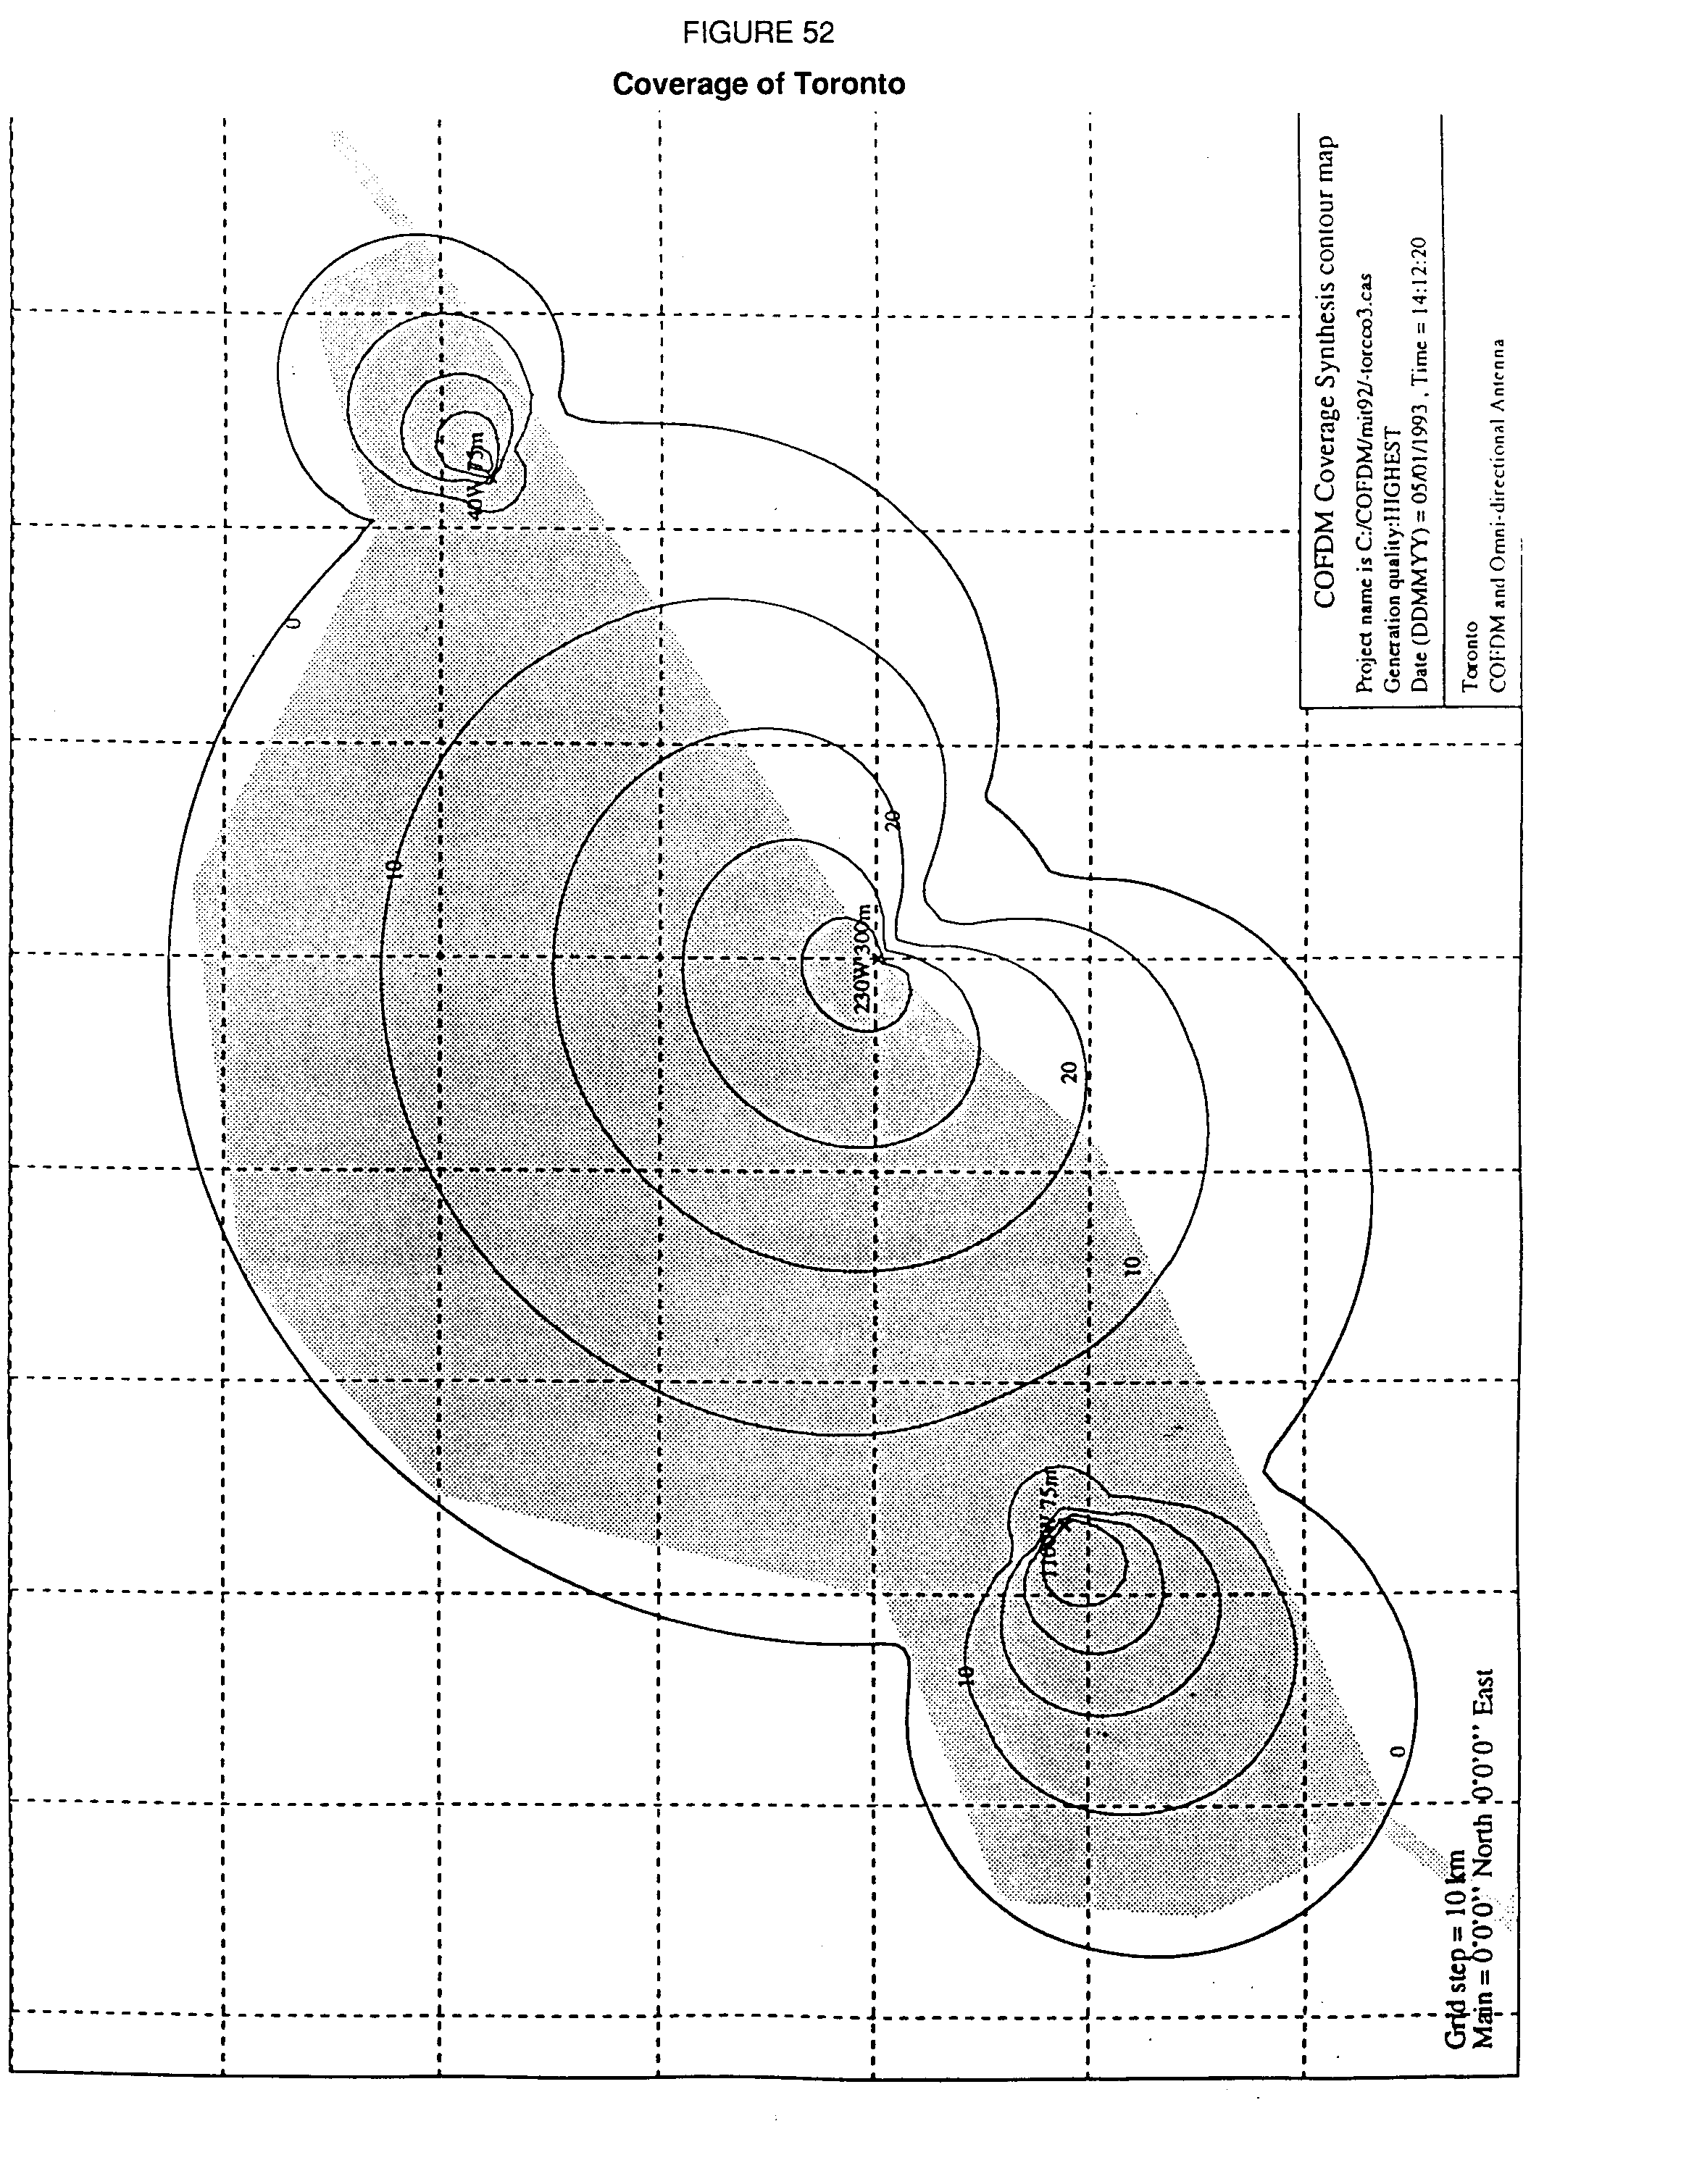 FIGURE 52
Coverage of Toronto
COFDM Coverage Synthesis contour map
Project name is C:/COFDM/mit92/-torcco3.cas
Generation quality:HIGHEST
Date (DDMMYY) = 05/01/1993, Time = 14:12:20
Toronto
COFDM and Omni-directional Antenna
40W 75m
0
10
20
230W 300m
20
10
75m
10
0
Grid step = 10 km
Main = 0'0'0'' North 0'0'0'' East